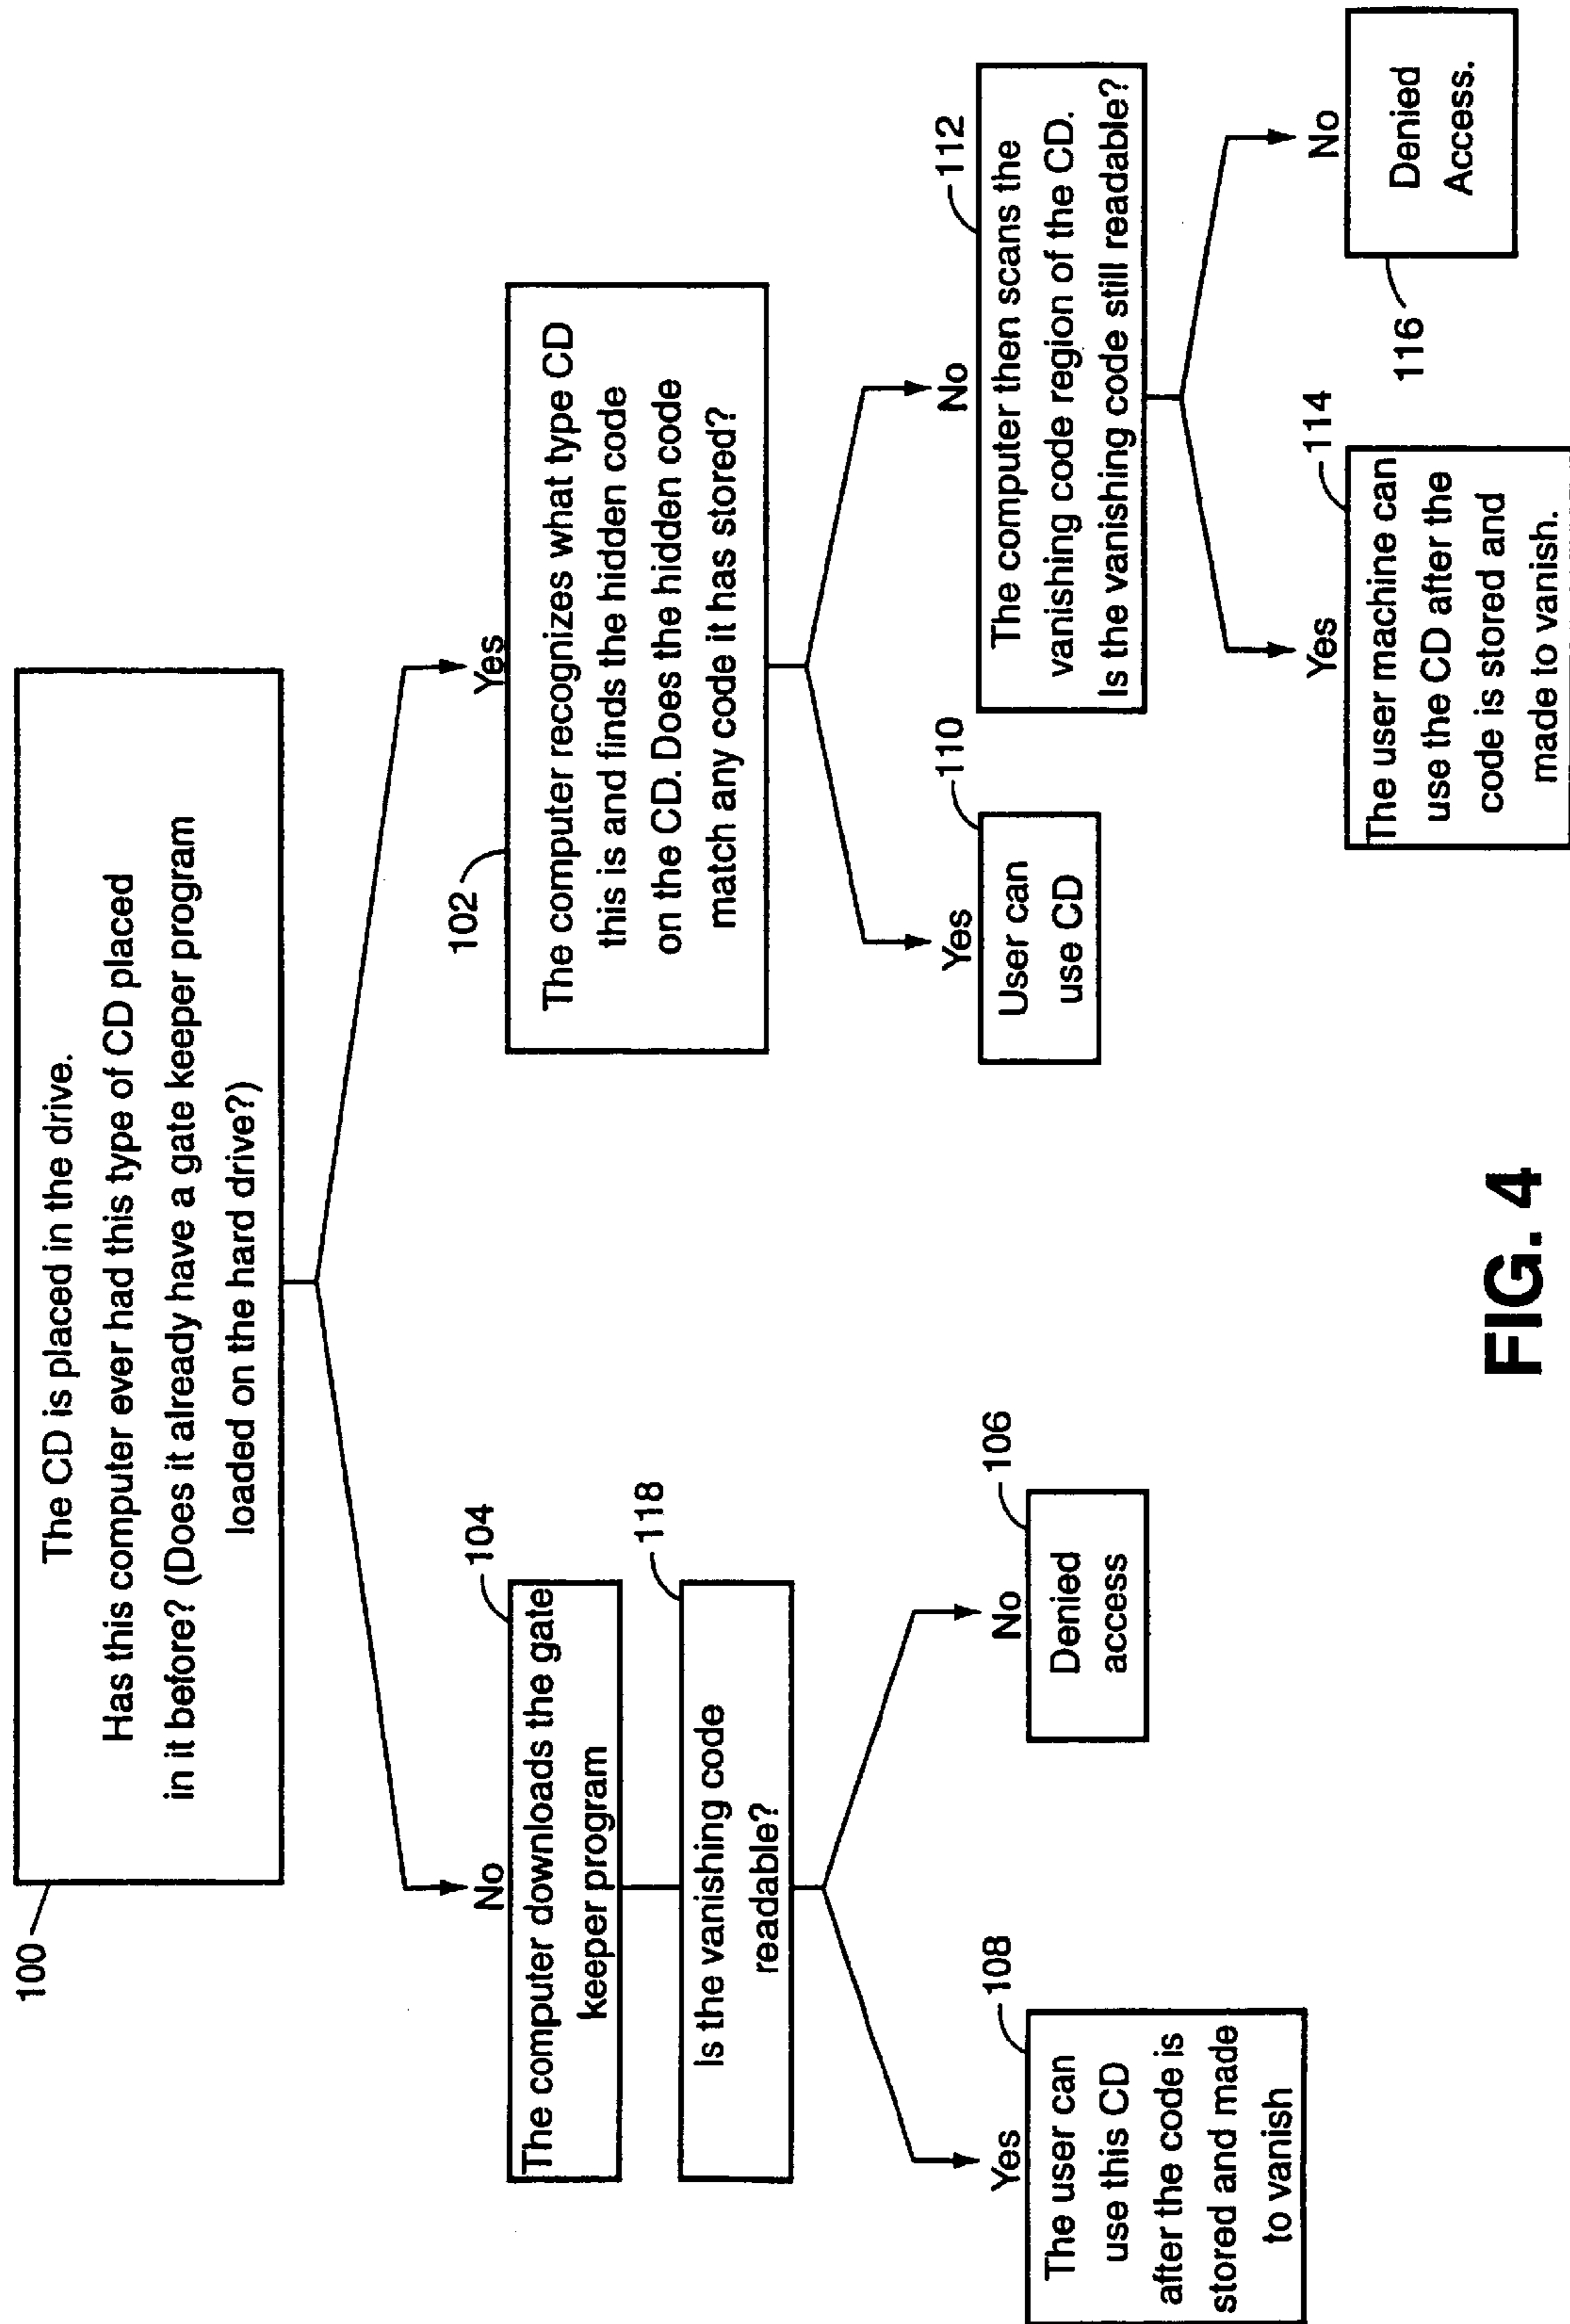 100
The CD is placed in the drive.
Has this computer ever had this type of CD placed
in it before? (Does it already have a gate keeper program
loaded on the hard drive?)
No
104
The computer downloads the gate
keeper program
118
Is the vanishing code
readable?
Yes
108
The user can
use this CD
after the code is
stored and made
to vanish
No
106
Denied
access
Yes
102
The computer recognizes what type CD
this is and finds the hidden code
on the CD. Does the hidden code
match any code it has stored?
Yes
110
User can
use CD
No
112
The computer then scans the
vanishing code region of the CD.
Is the vanishing code still readable?
Yes
114
The user machine can
use the CD after the
code is stored and
made to vanish.
No
116
Denied
Access.
FIG. 4